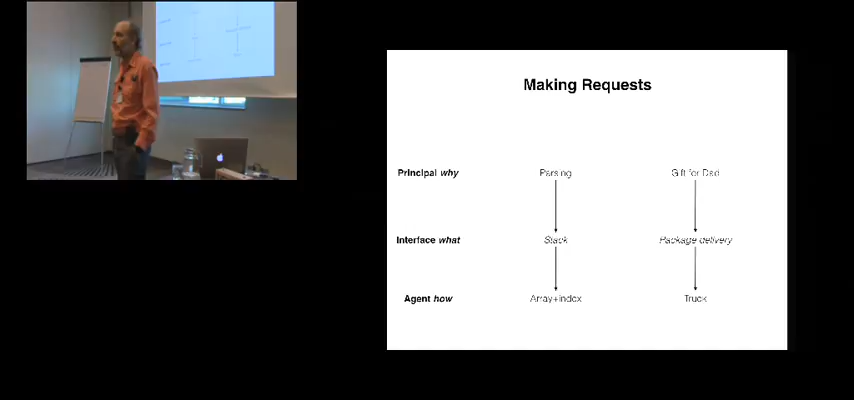 Making Requests
Principal why Parsing Gift for Dad
Interface what Stack Package delivery
Agent how Array+index Truck